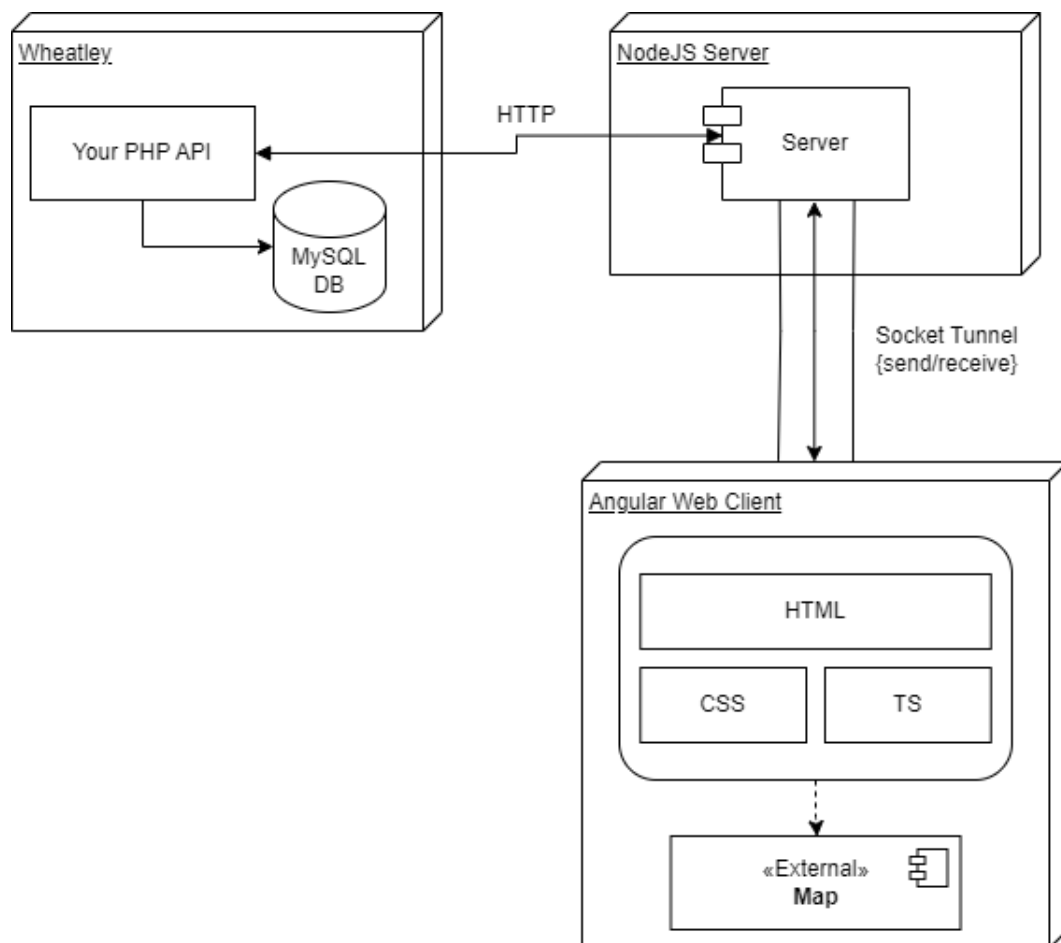 Wheatley
NodeJS Server
HTTP
Your PHP API
Server
MySQL
DB
Socket Tunnel
{send/receive}
Angular Web Client
HTML
CSS
TS
«External»
Map